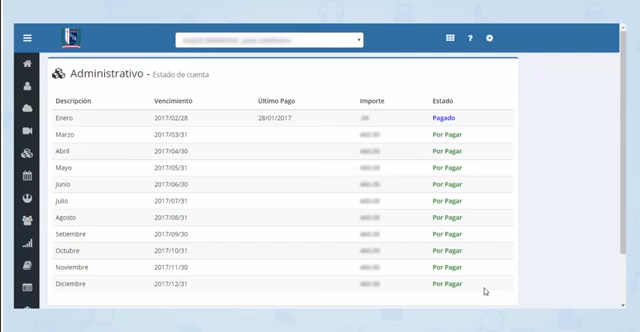 ?
Administrativo - Estado de cuenta
Descripción Vencimiento Último Pago Importe Estado
Enero 2017/02/28 28/01/2017 Pagado
Marzo 2017/03/31 Por Pagar
Abril 2017/04/30 Por Pagar
Mayo 2017/05/31 Por Pagar
Junio 2017/06/30 Por Pagar
Julio 2017/07/31 Por Pagar
Agosto 2017/08/31 Por Pagar
Setiembre 2017/09/30 Por Pagar
Octubre 2017/10/31 Por Pagar
Noviembre 2017/11/30 Por Pagar
Diciembre 2017/12/31 Por Pagar